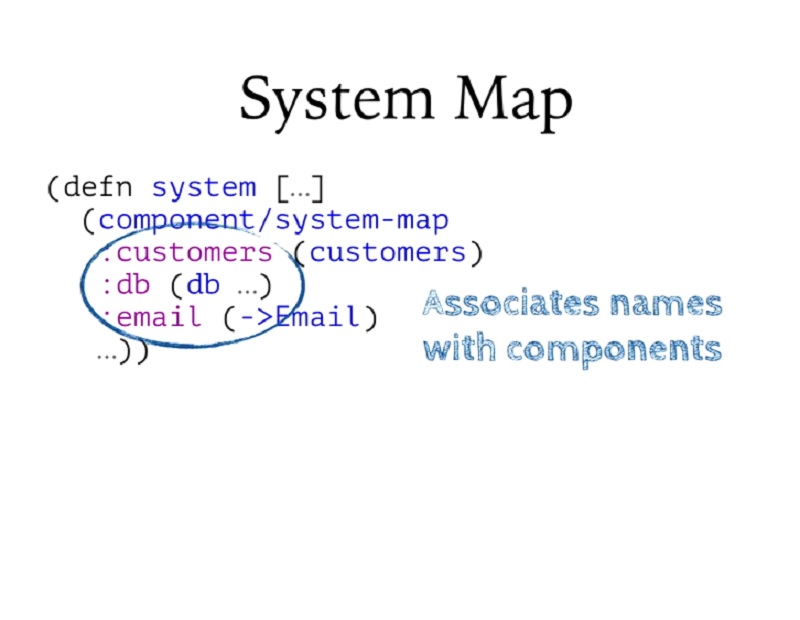 System Map
(defn system […]
(component/system-map
:customers (customers)
:db (db …)
:email (->Email)
…))
Associates names
with components